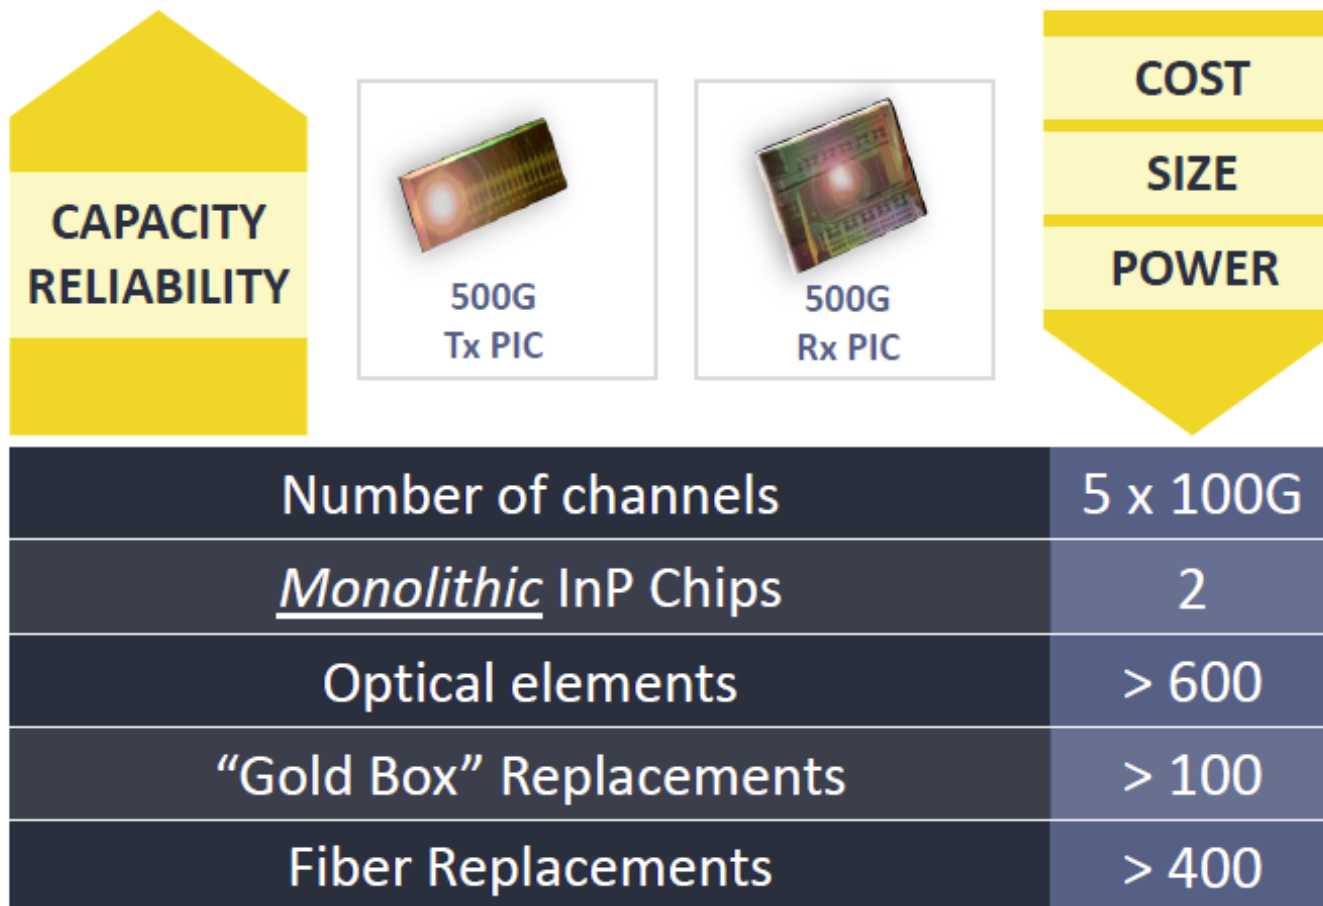 CAPACITY
RELIABILITY
500G
Tx PIC
500G
Rx PIC
COST
SIZE
POWER
Number of channels 5 x 100G
Monolithic InP Chips 2
Optical elements > 600
“Gold Box” Replacements > 100
Fiber Replacements > 400